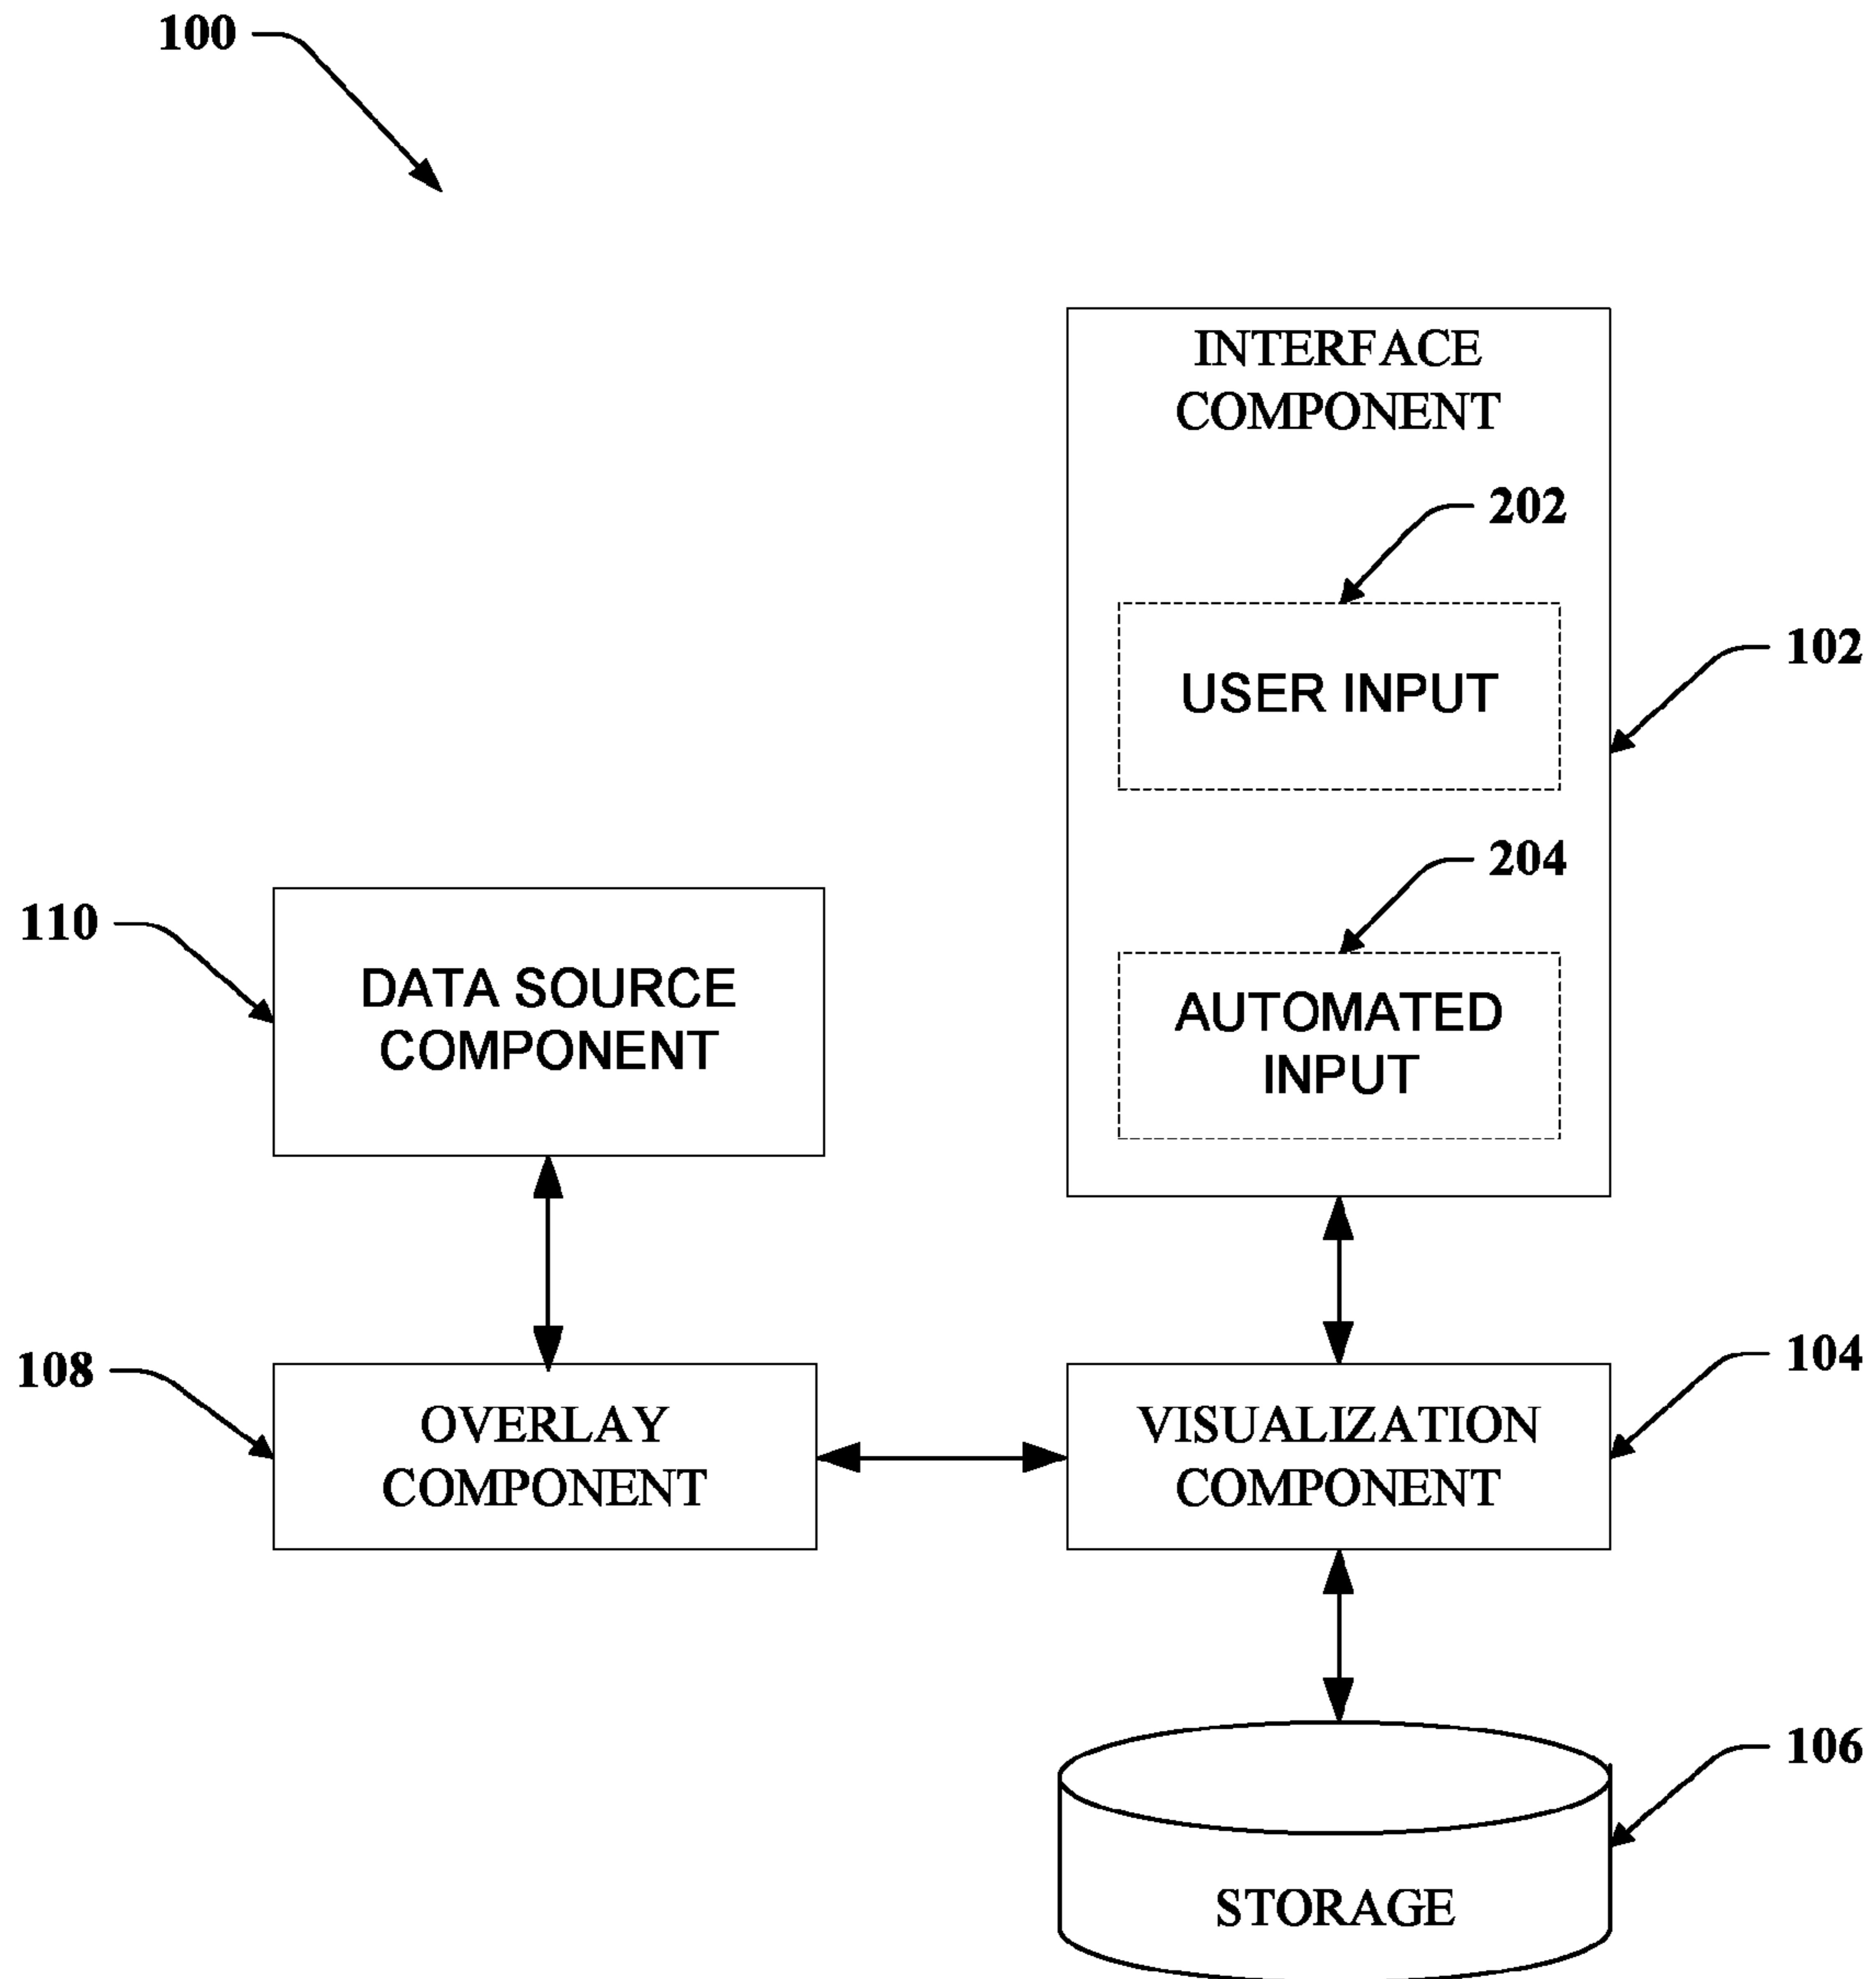 100
INTERFACE
COMPONENT
202
USER INPUT
102
204
AUTOMATED
INPUT
110
DATA SOURCE
COMPONENT
108
OVERLAY
COMPONENT
104
VISUALIZATION
COMPONENT
106
STORAGE